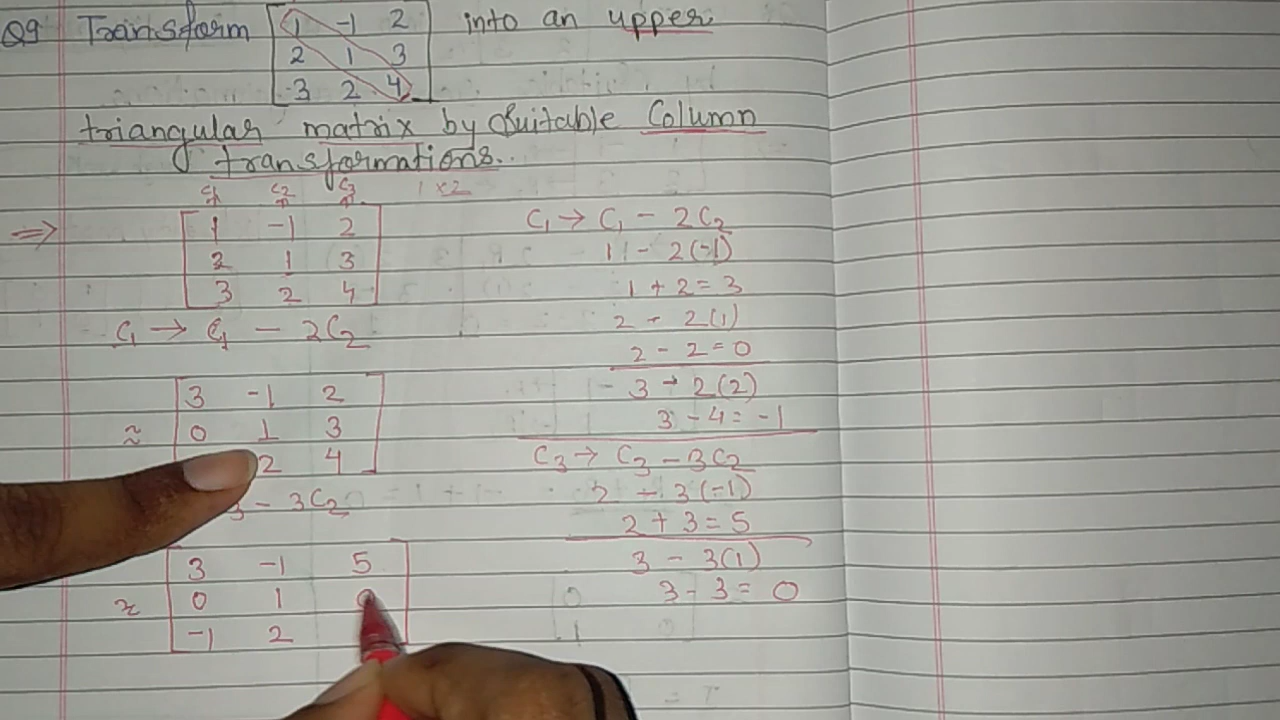 Q9 Transform [1 -1 2 into an upper
2 1 3
3 2 4]
triangular matrix by Suitable Column
transformations..
C1 C2 C3 1 x2
⇒ [1 -1 2
2 1 3
3 2 4]
C1 → C1 - 2C2
≈ [3 -1 2
0 1 3
2 4]
3 - 3C2
≈ [3 -1 5
0 1 0
-1 2 ]
C1 → C1 - 2C2
1 - 2(-1)
1 + 2 = 3
2 - 2(1)
2 - 2 = 0
3 - 2(2)
3 - 4 = -1
C3 → C3 - 3C2
2 - 3(-1)
2 + 3 = 5
3 - 3(1)
3 - 3 = 0